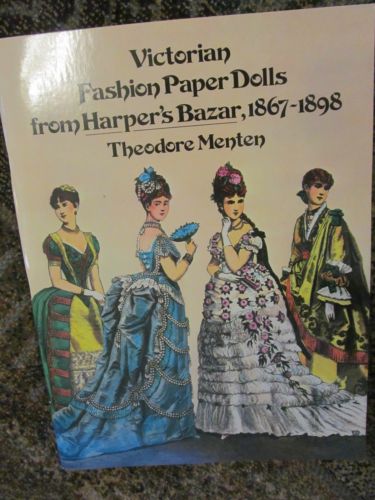 Victorian
Fashion Paper Dolls
from Harper's Bazar, 1867-1898
Theodore Menten